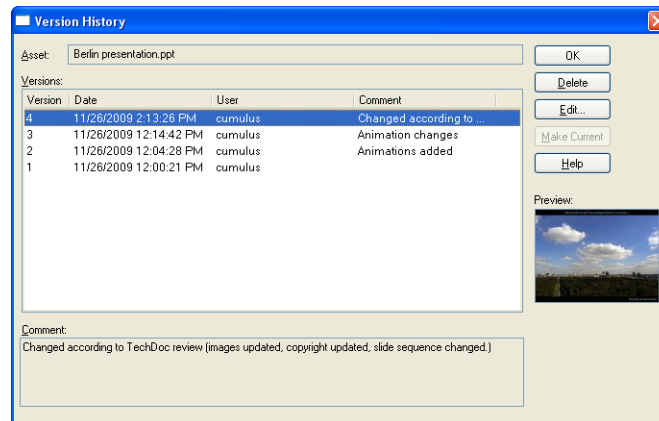 Version History
Asset: Berlin presentation.ppt
OK
Versions:
Delete
Version Date User Comment
Edit...
4 11/26/2009 2:13:26 PM cumulus Changed according to ...
3 11/26/2009 12:14:42 PM cumulus Animation changes
Make Current
2 11/26/2009 12:04:28 PM cumulus Animations added
1 11/26/2009 12:00:21 PM cumulus
Help
Preview:
Comment:
Changed according to TechDoc review (images updated, copyright updated, slide sequence changed.)